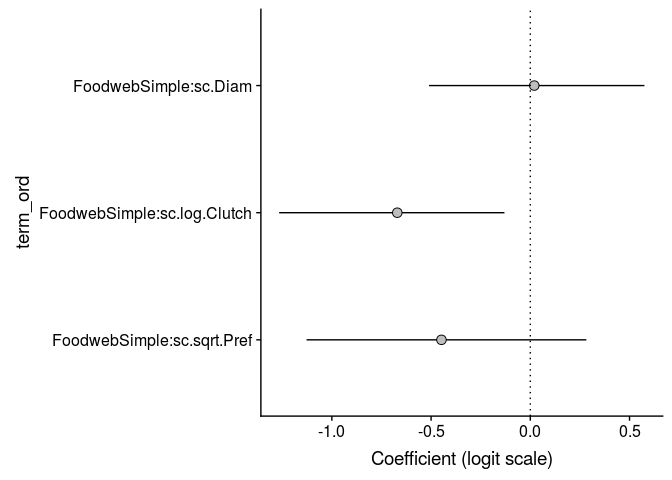 term_ord
FoodwebSimple:sc.Diam
FoodwebSimple:sc.log.Clutch
FoodwebSimple:sc.sqrt.Pref
-1.0 -0.5 0.0 0.5
Coefficient (logit scale)